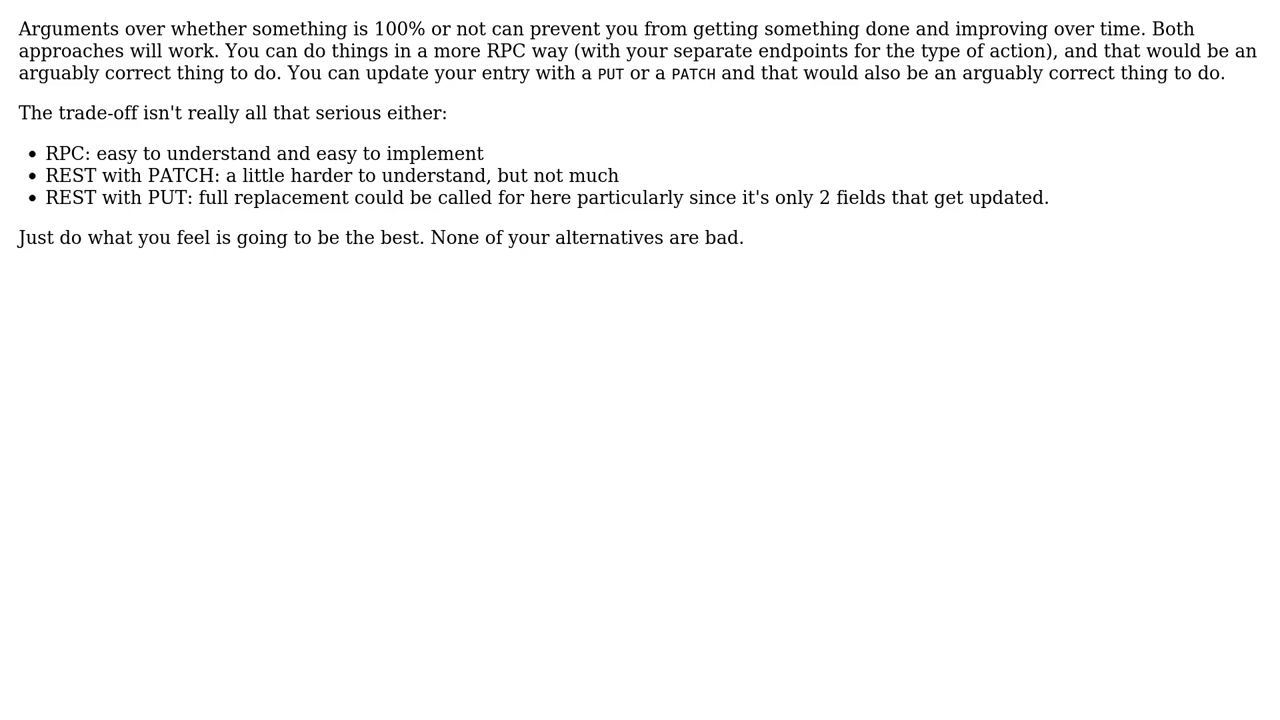 Arguments over whether something is 100% or not can prevent you from getting something done and improving over time. Both
approaches will work. You can do things in a more RPC way (with your separate endpoints for the type of action), and that would be an
arguably correct thing to do. You can update your entry with a PUT or a PATCH and that would also be an arguably correct thing to do.
The trade-off isn't really all that serious either:
• RPC: easy to understand and easy to implement
• REST with PATCH: a little harder to understand, but not much
• REST with PUT: full replacement could be called for here particularly since it's only 2 fields that get updated.
Just do what you feel is going to be the best. None of your alternatives are bad.